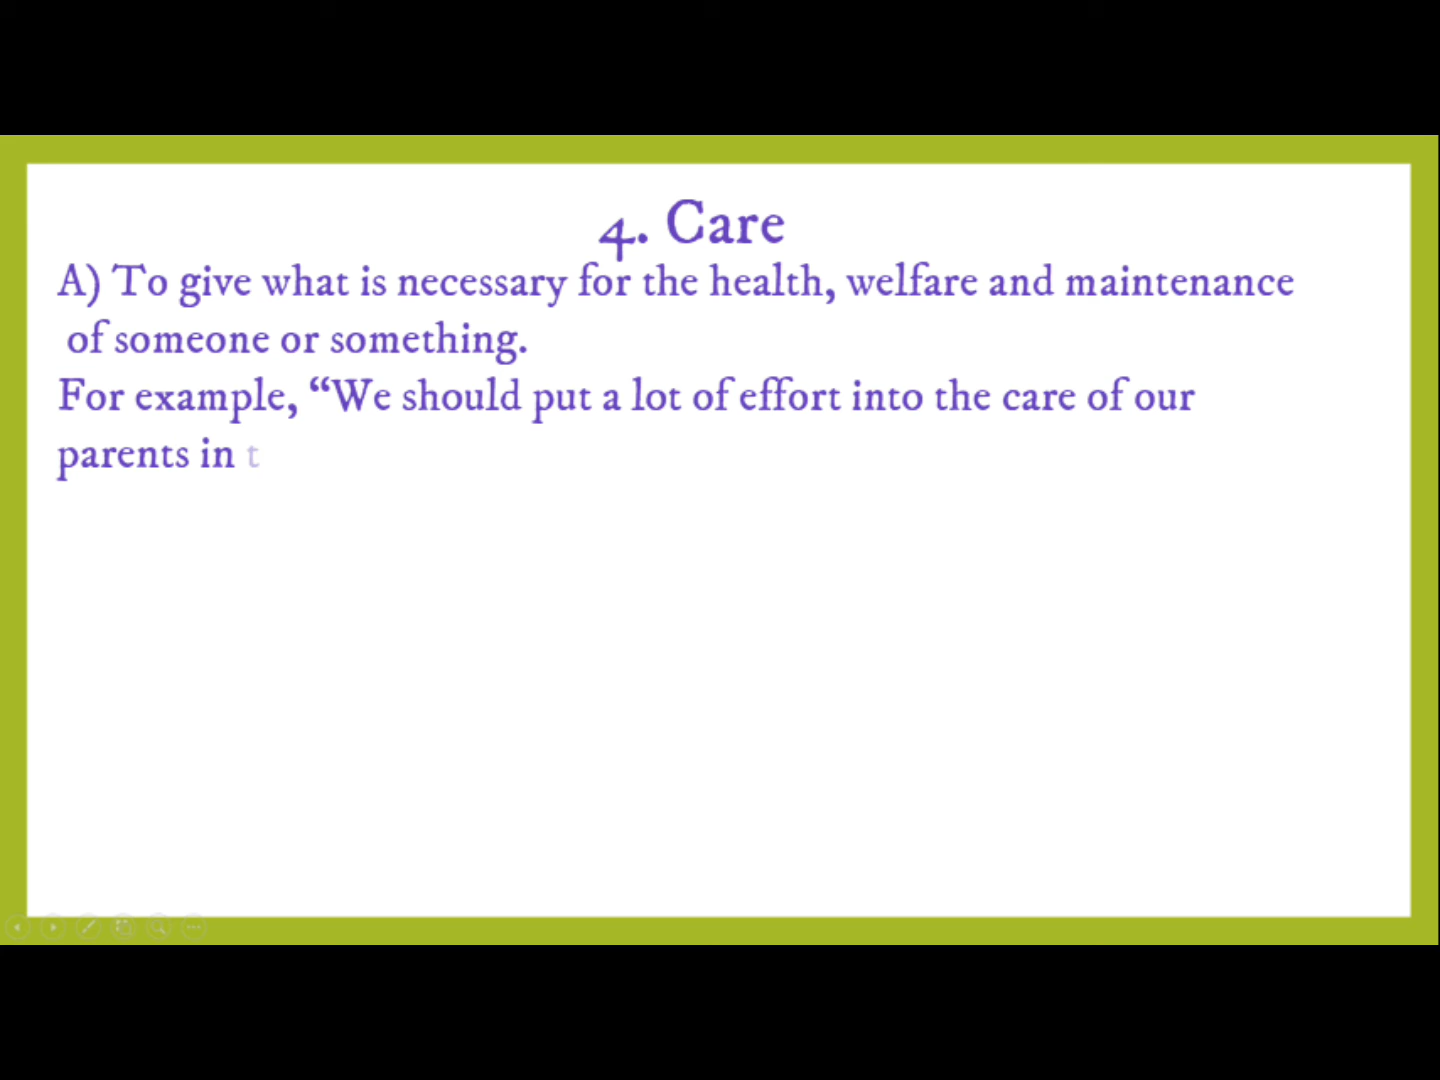 4. Care
A) To give what is necessary for the health, welfare and maintenance
of someone or something.
For example, “We should put a lot of effort into the care of our
parents in t